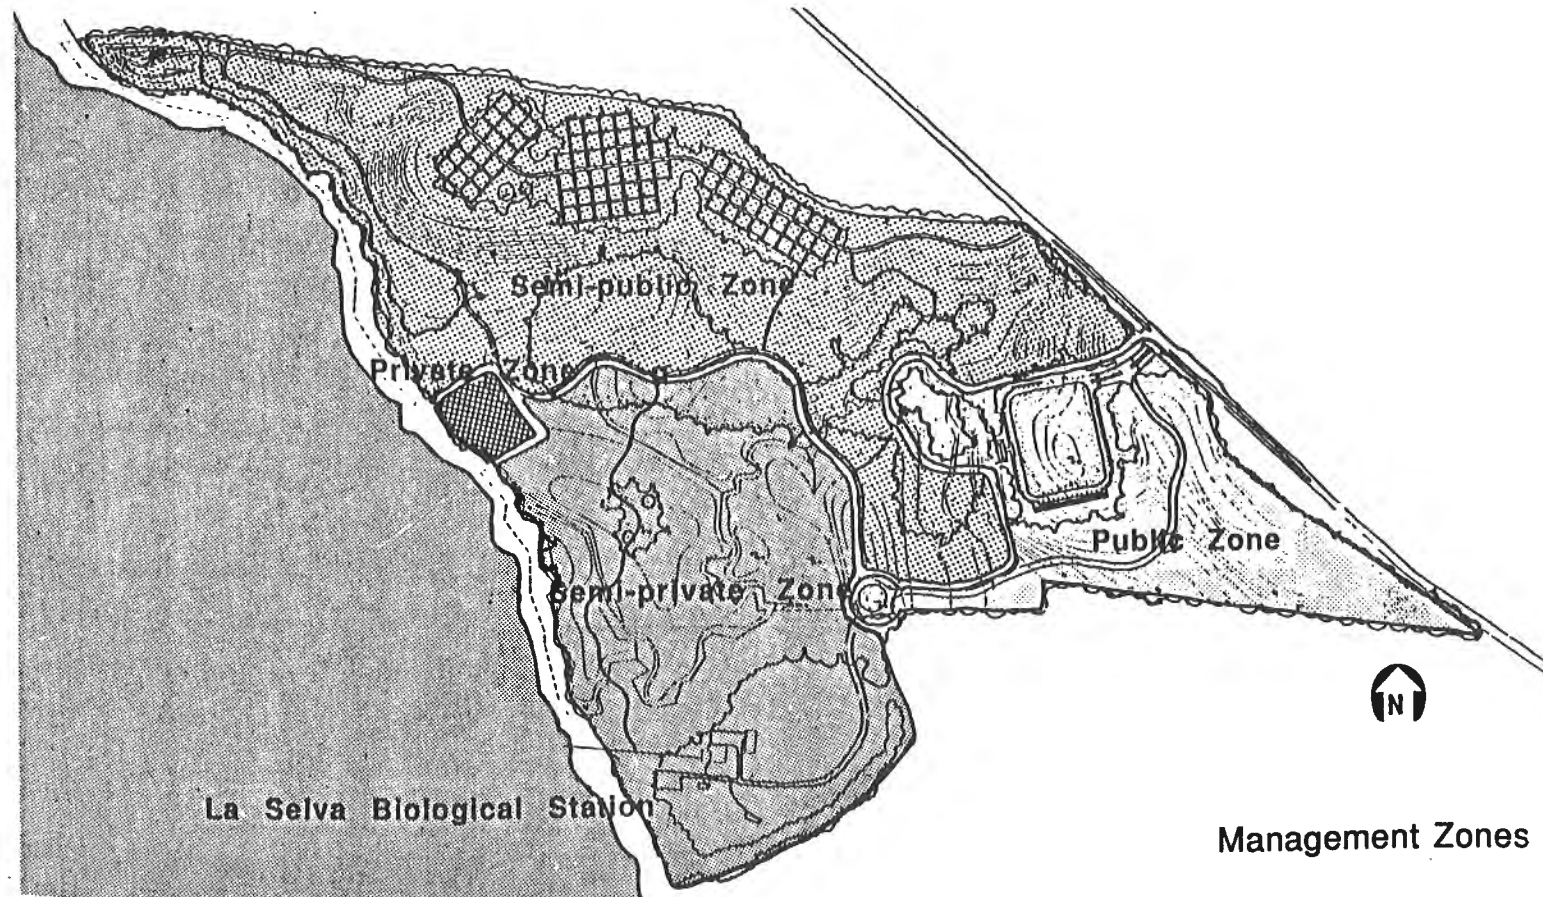 Semi-public Zone
Private Zone
Public Zone
Semi-private Zone
N
La Selva Biological Station
Management Zones